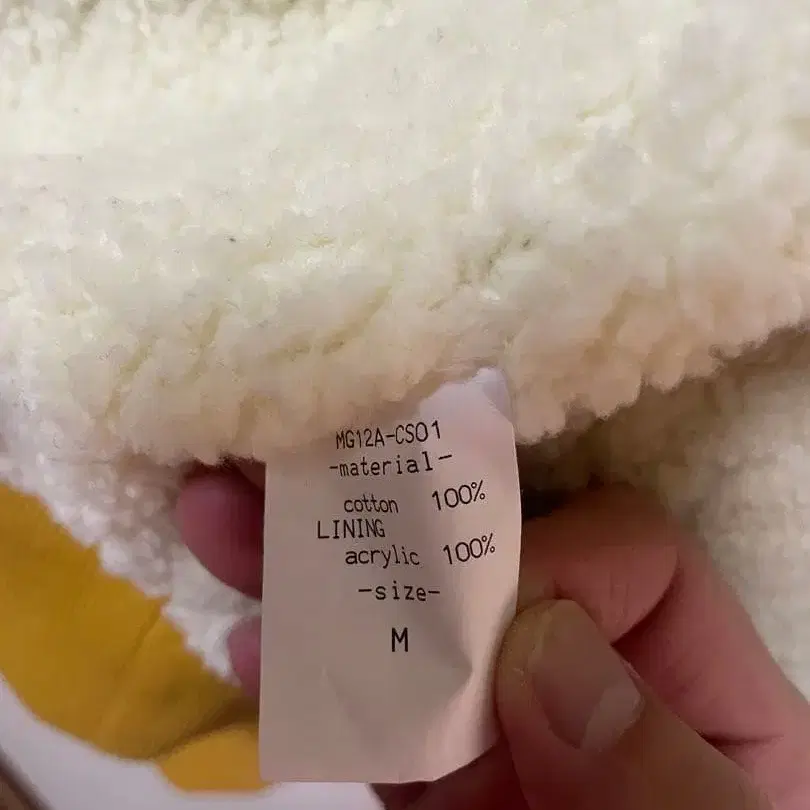 MG12A-CS01
-material-
cotton 100%
LINING
acrylic 100%
-size-
M